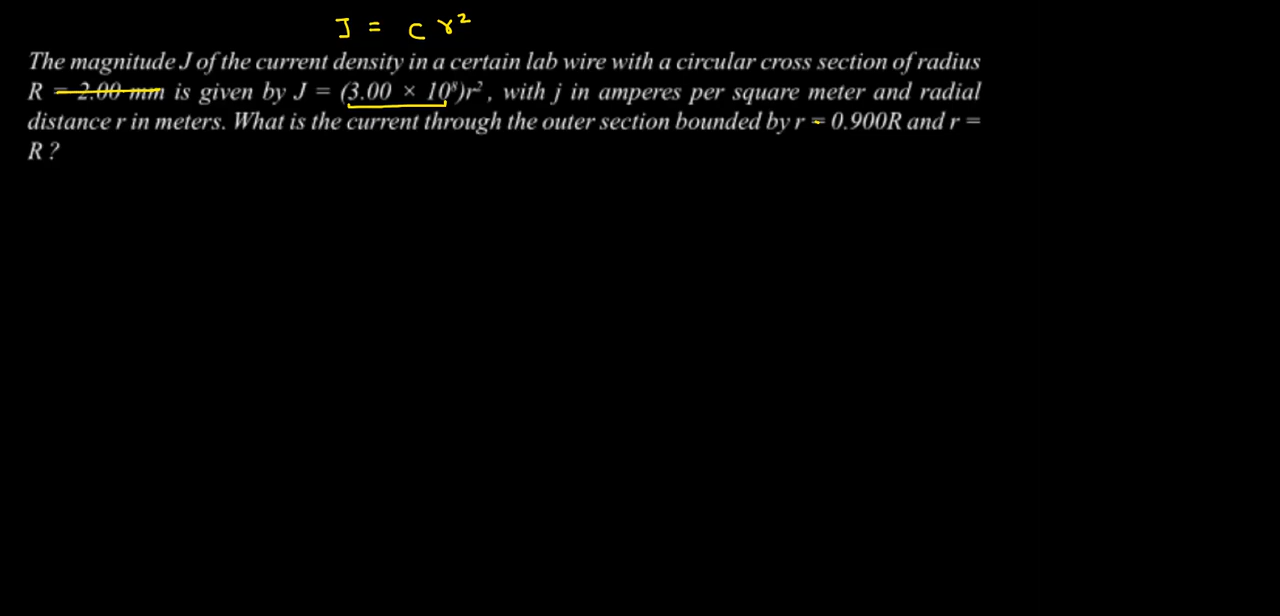 J = c r²
The magnitude J of the current density in a certain lab wire with a circular cross section of radius
R = 2.00 mm is given by J = (3.00 × 10⁸)r² , with j in amperes per square meter and radial
distance r in meters. What is the current through the outer section bounded by r = 0.900R and r =
R ?